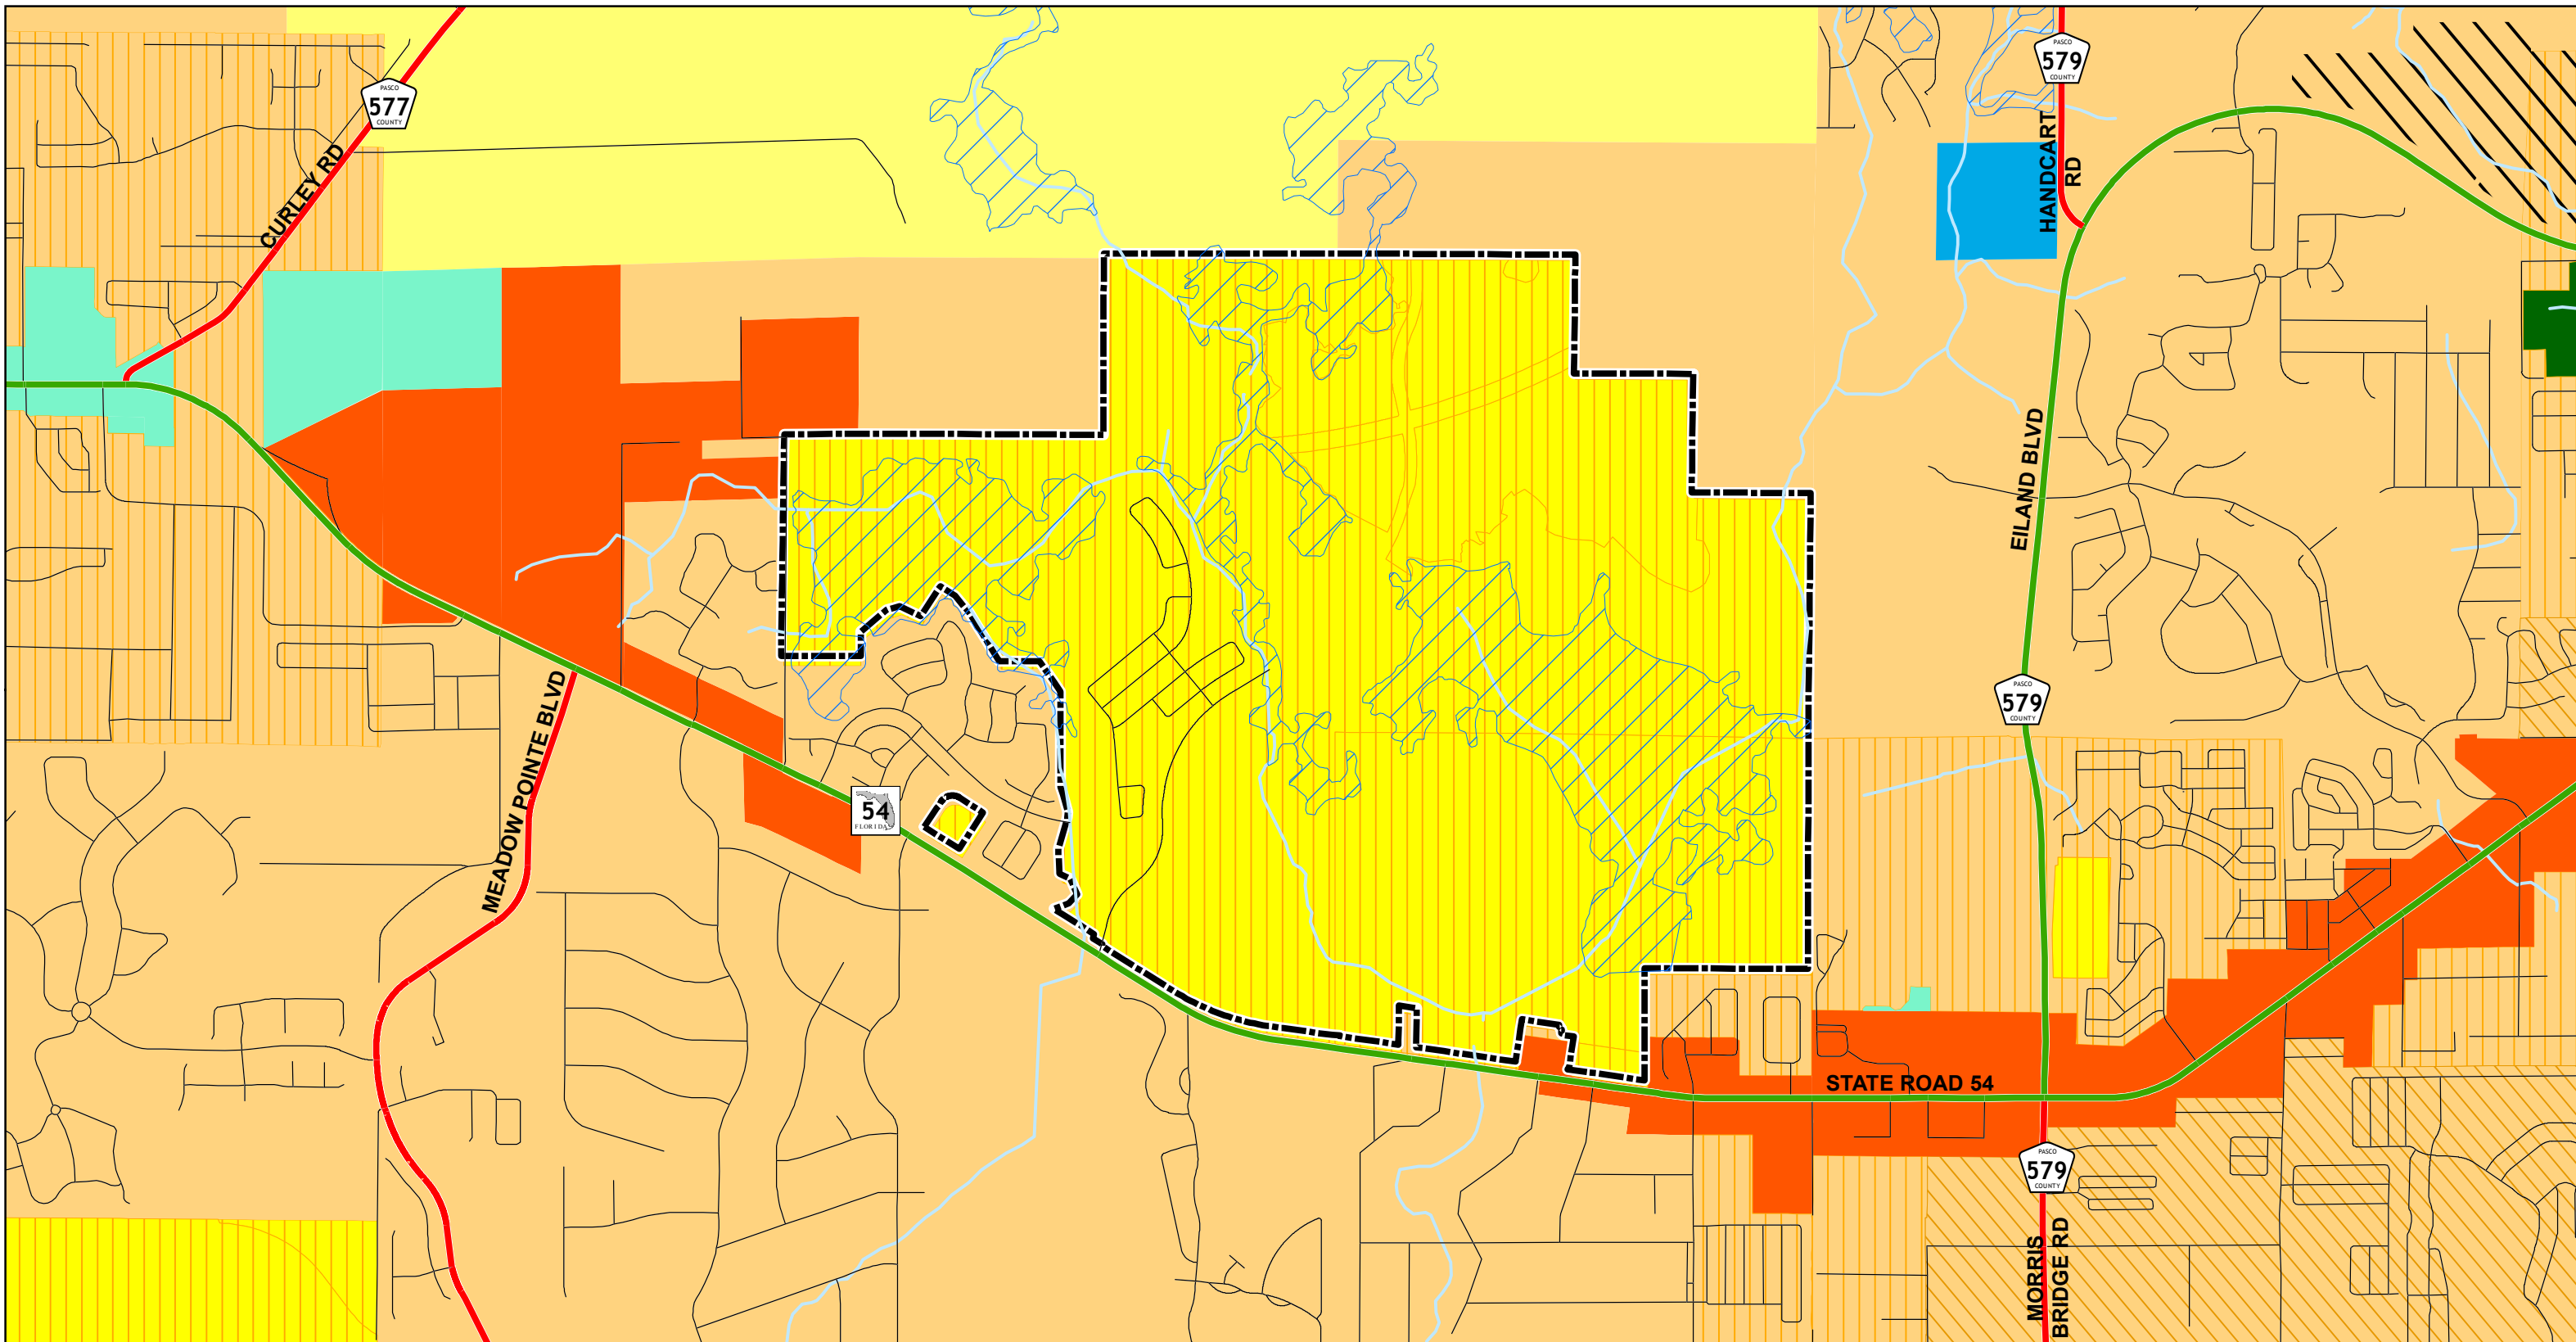 PASCO
577
COUNTY
CURLEY RD
PASCO
579
COUNTY
HANDCART
RD
EILAND BLVD
PASCO
579
COUNTY
MEADOW POINTE BLVD
54
FLORIDA
STATE ROAD 54
PASCO
579
COUNTY
MORRIS
BRIDGE RD